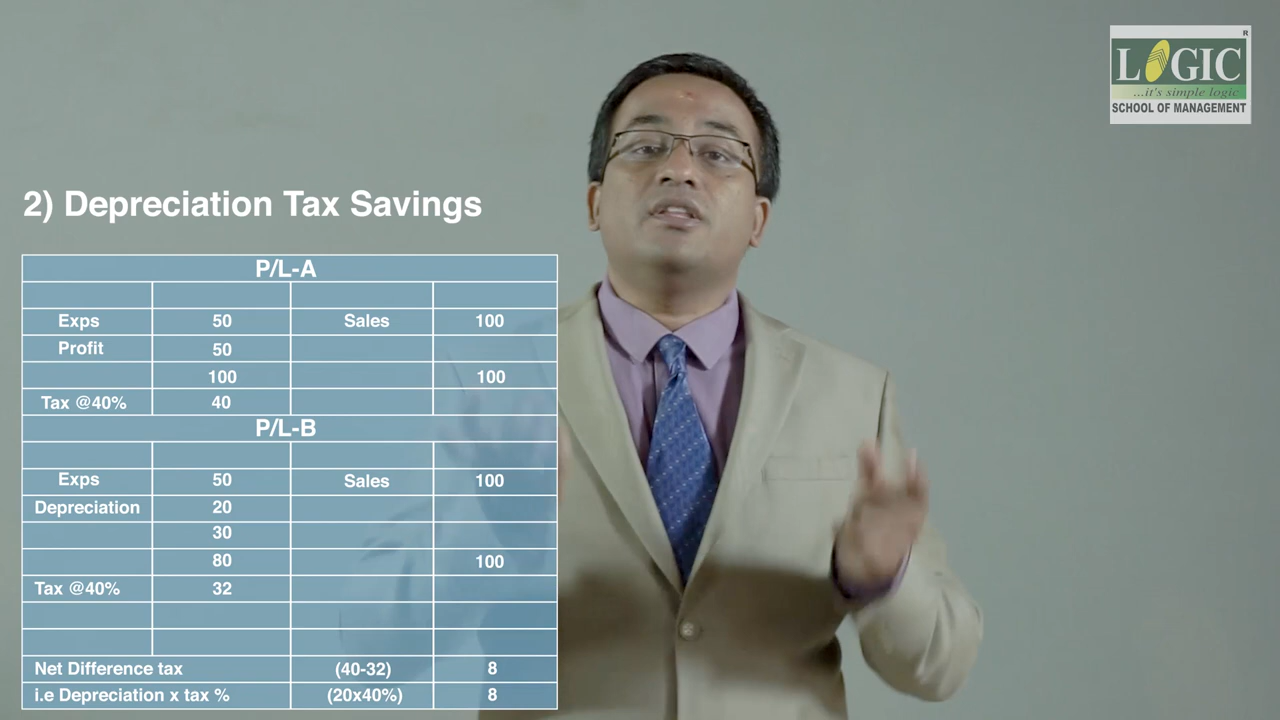 LOGIC
R
...it's simple logic
SCHOOL OF MANAGEMENT
2) Depreciation Tax Savings
P/L-A
Exps 50 Sales 100
Profit 50
100 100
Tax @40% 40
P/L-B
Exps 50 Sales 100
Depreciation 20
30
80 100
Tax @40% 32
Net Difference tax (40-32) 8
i.e Depreciation x tax % (20x40%) 8